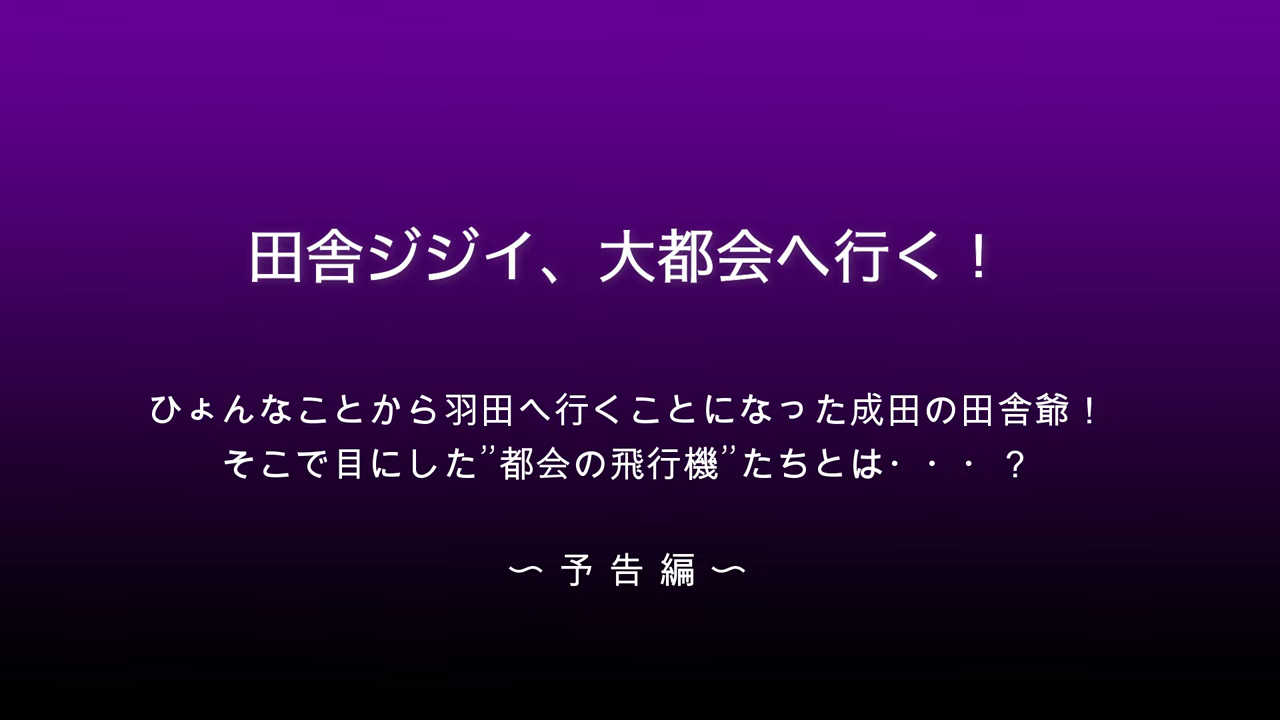 田舎ジジイ、大都会へ行く！
ひょんなことから羽田へ行くことになった成田の田舎爺！
そこで目にした”都会の飛行機”たちとは・・・？
〜予告編〜